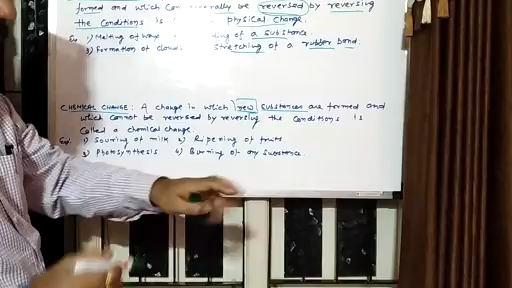 formed and which can generally be reversed by reversing
the conditions is physical change.
Ex. 1) Melting of wax of a substance.
3) Formation of clouds Stretching of a rubber band.
CHEMICAL CHANGE: A change in which new substances are formed and
which cannot be reversed by reversing the conditions is
called a chemical change.
Eg. 1) Souring of milk 2) Ripening of fruits.
3) Photosynthesis 4) Burning of any substance.